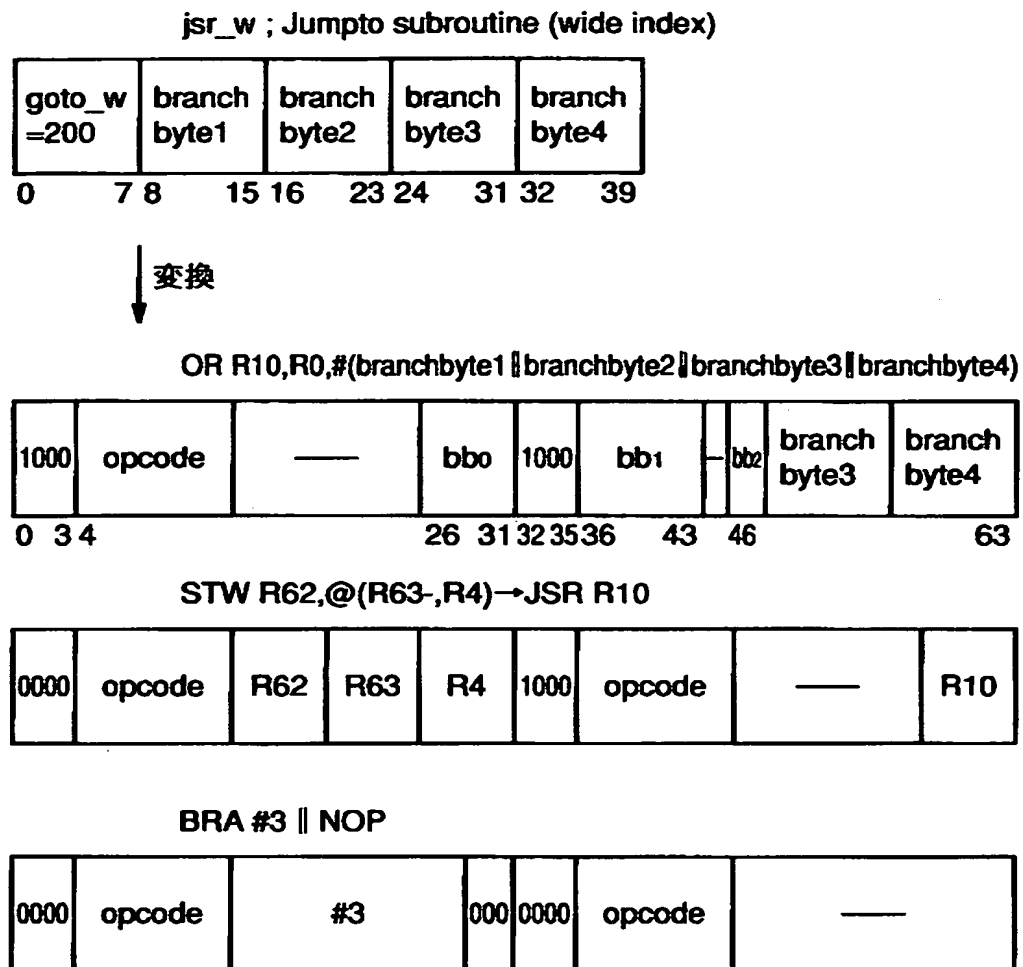 jsr_w ; Jumpto subroutine (wide index)
goto_w =200 branch byte1 branch byte2 branch byte3 branch byte4
0 7 8 15 16 23 24 31 32 39
変換
OR R10,R0,#(branchbyte1 ‖ branchbyte2 ‖ branchbyte3 ‖ branchbyte4)
1000 opcode —— bb0 1000 bb1 – bb2 branch byte3 branch byte4
0 3 4 26 31 32 35 36 43 46 63
STW R62,@(R63-,R4)→JSR R10
0000 opcode R62 R63 R4 1000 opcode —— R10
BRA #3 ‖ NOP
0000 opcode #3 000 0000 opcode ——